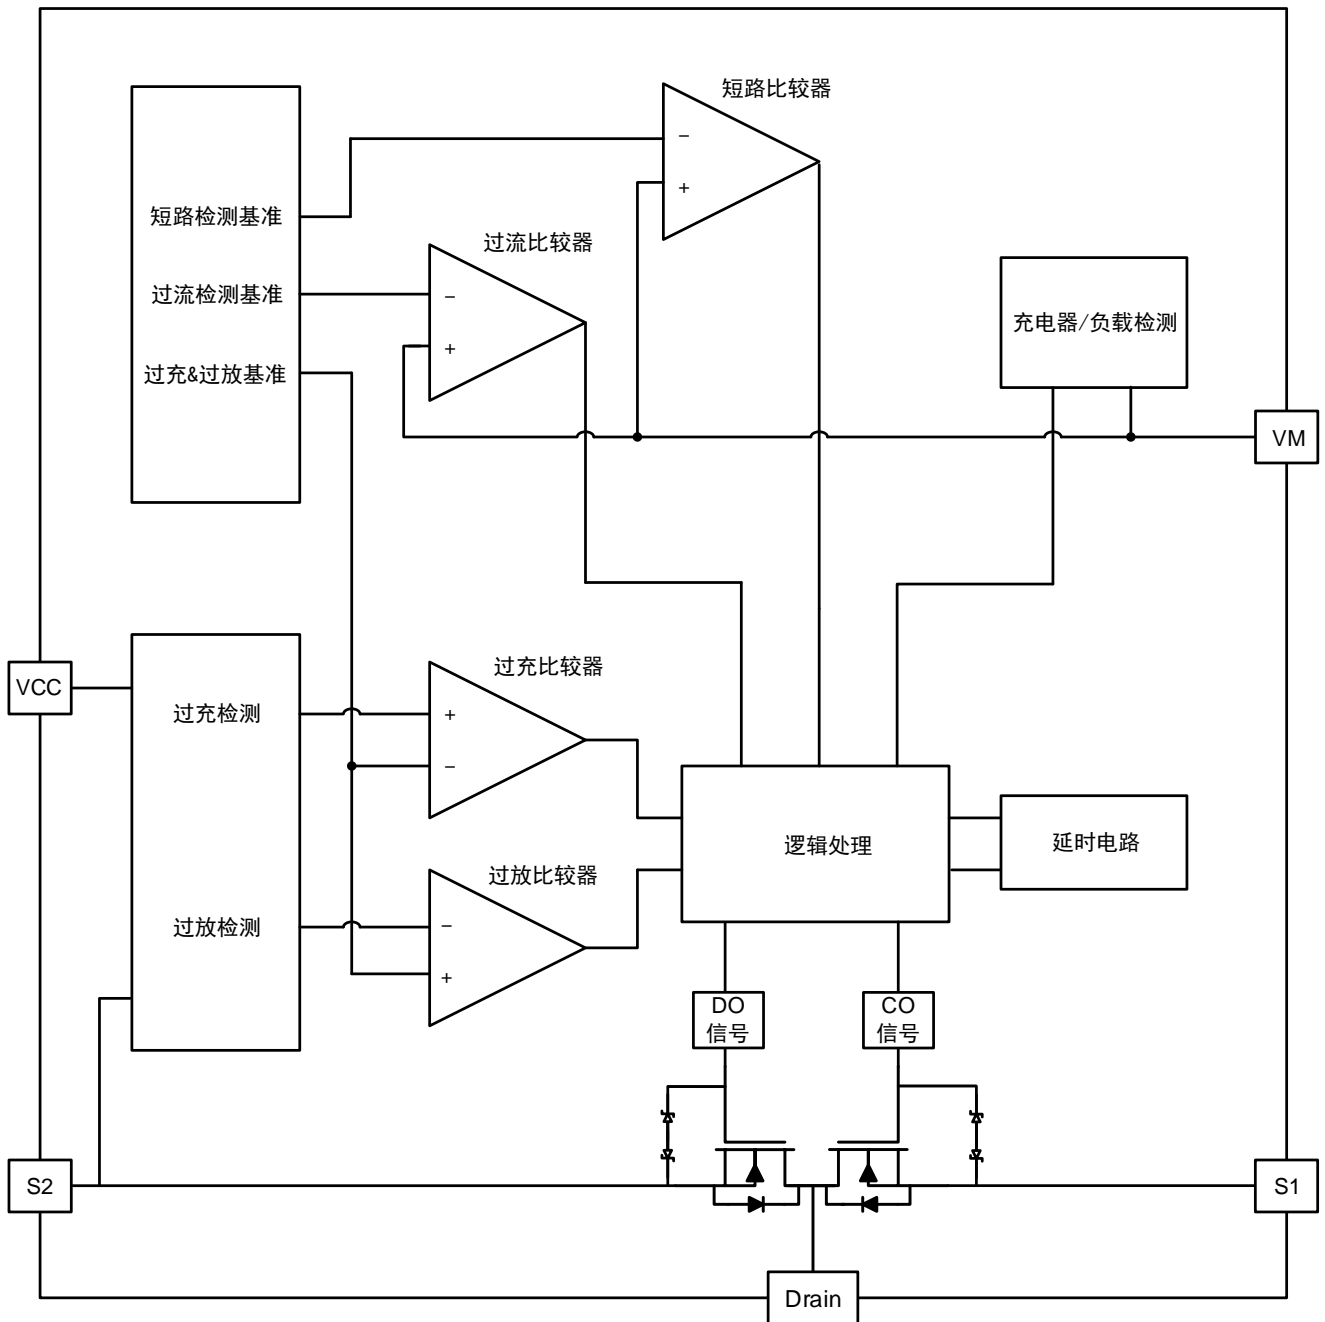 短路比较器
-
+
短路检测基准
过流比较器
过流检测基准
-
+
过充&过放基准
充电器/负载检测
VM
VCC
过充比较器
过充检测
+
-
逻辑处理
延时电路
过放比较器
过放检测
-
+
DO
信号
CO
信号
S2
S1
Drain